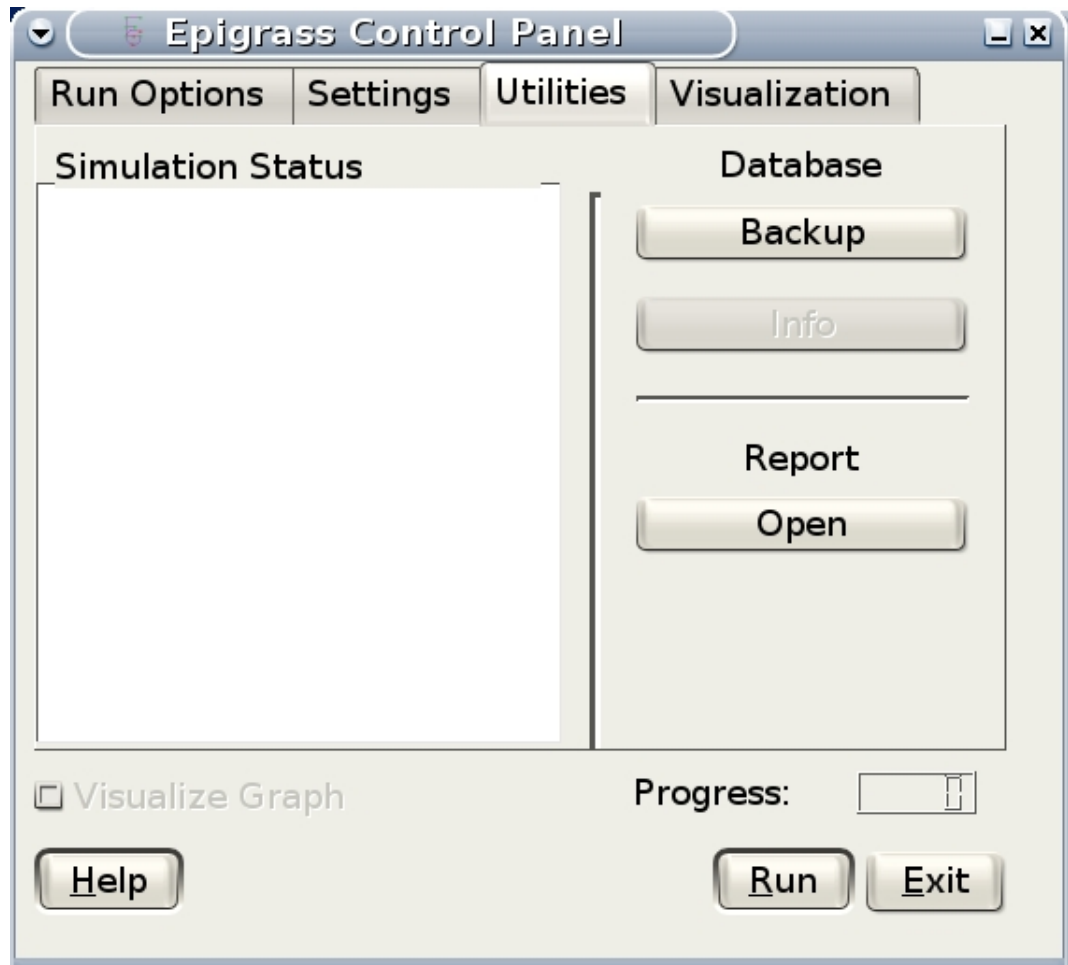 Epigrass Control Panel
Run Options Settings Utilities Visualization
Simulation Status
Database
Backup
Info
Report
Open
Visualize Graph
Progress: 0
Help Run Exit